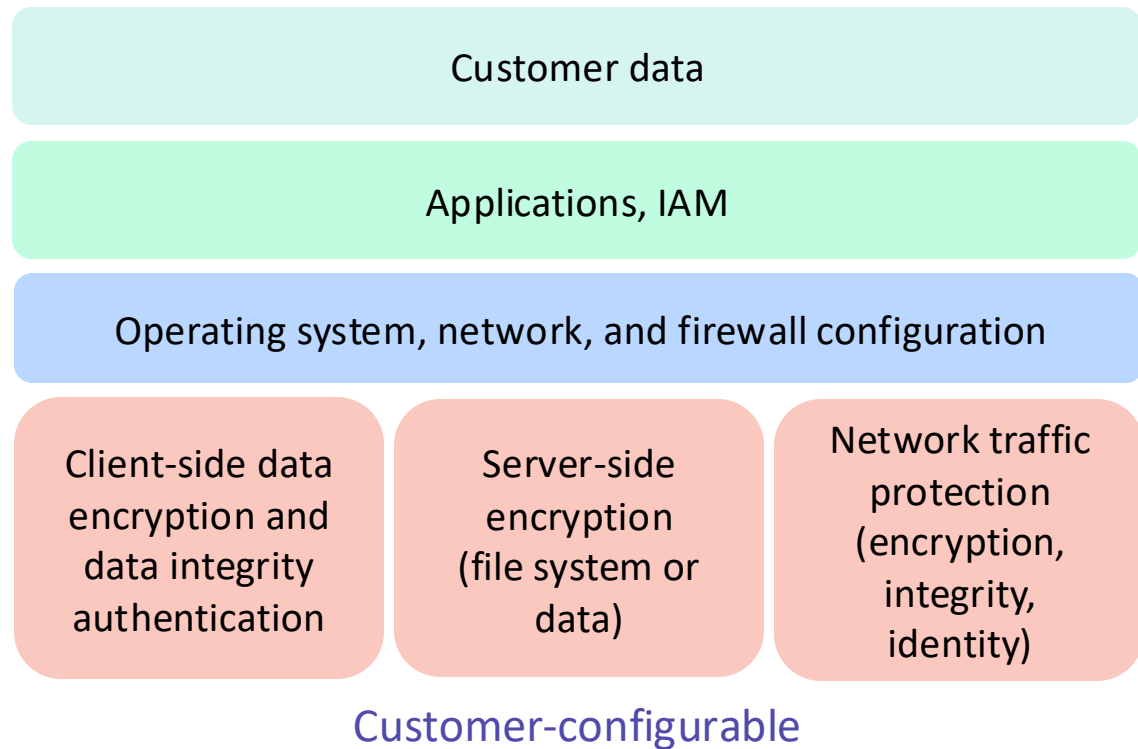 Customer data
Applications, IAM
Operating system, network, and firewall configuration
Client-side data
encryption and
data integrity
authentication
Server-side
encryption
(file system or
data)
Network traffic
protection
(encryption,
integrity,
identity)
Customer-configurable